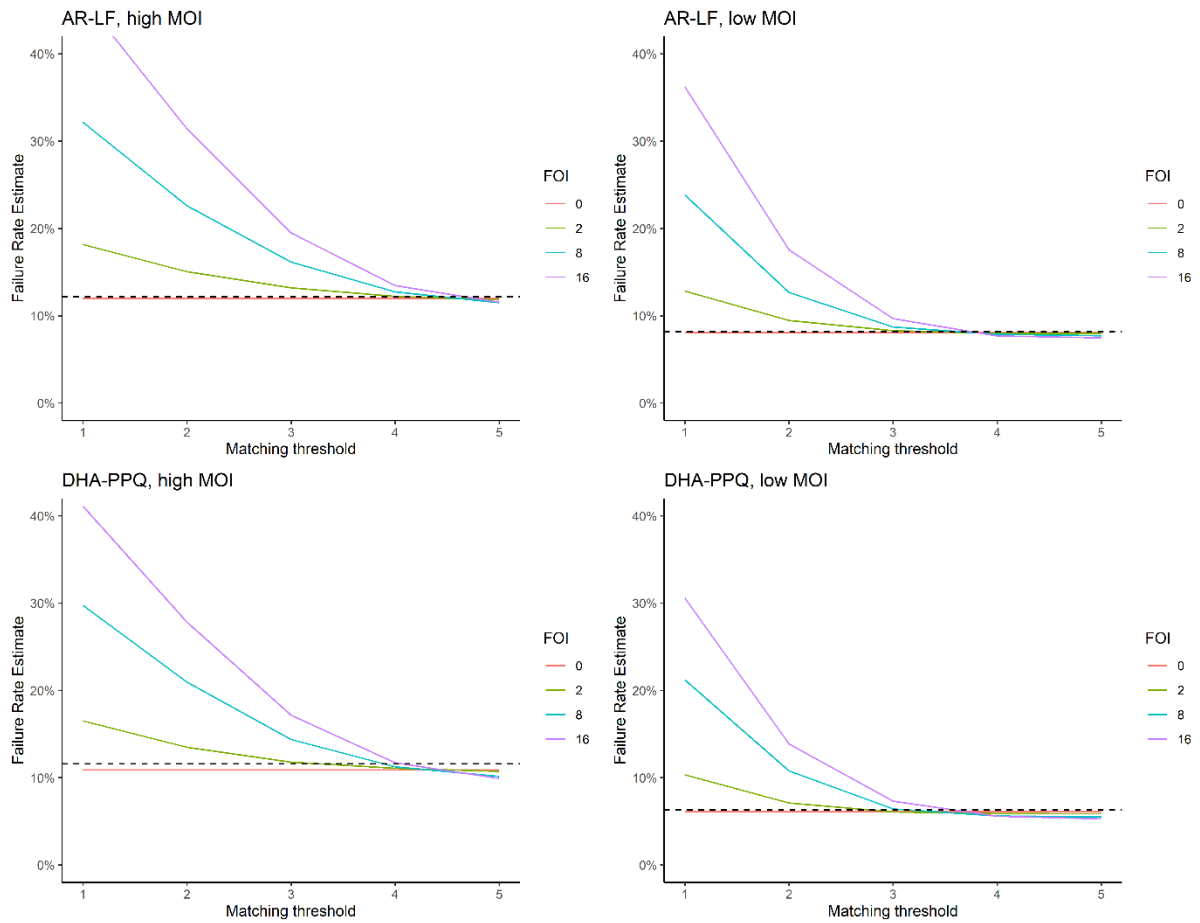 AR-LF, high MOI
40%
30%
20%
10%
0%
Failure Rate Estimate
1 2 3 4 5
Matching threshold
FOI
0
2
8
16
AR-LF, low MOI
40%
30%
20%
10%
0%
Failure Rate Estimate
1 2 3 4 5
Matching threshold
FOI
0
2
8
16
DHA-PPQ, high MOI
40%
30%
20%
10%
0%
Failure Rate Estimate
1 2 3 4 5
Matching threshold
FOI
0
2
8
16
DHA-PPQ, low MOI
40%
30%
20%
10%
0%
Failure Rate Estimate
1 2 3 4 5
Matching threshold
FOI
0
2
8
16